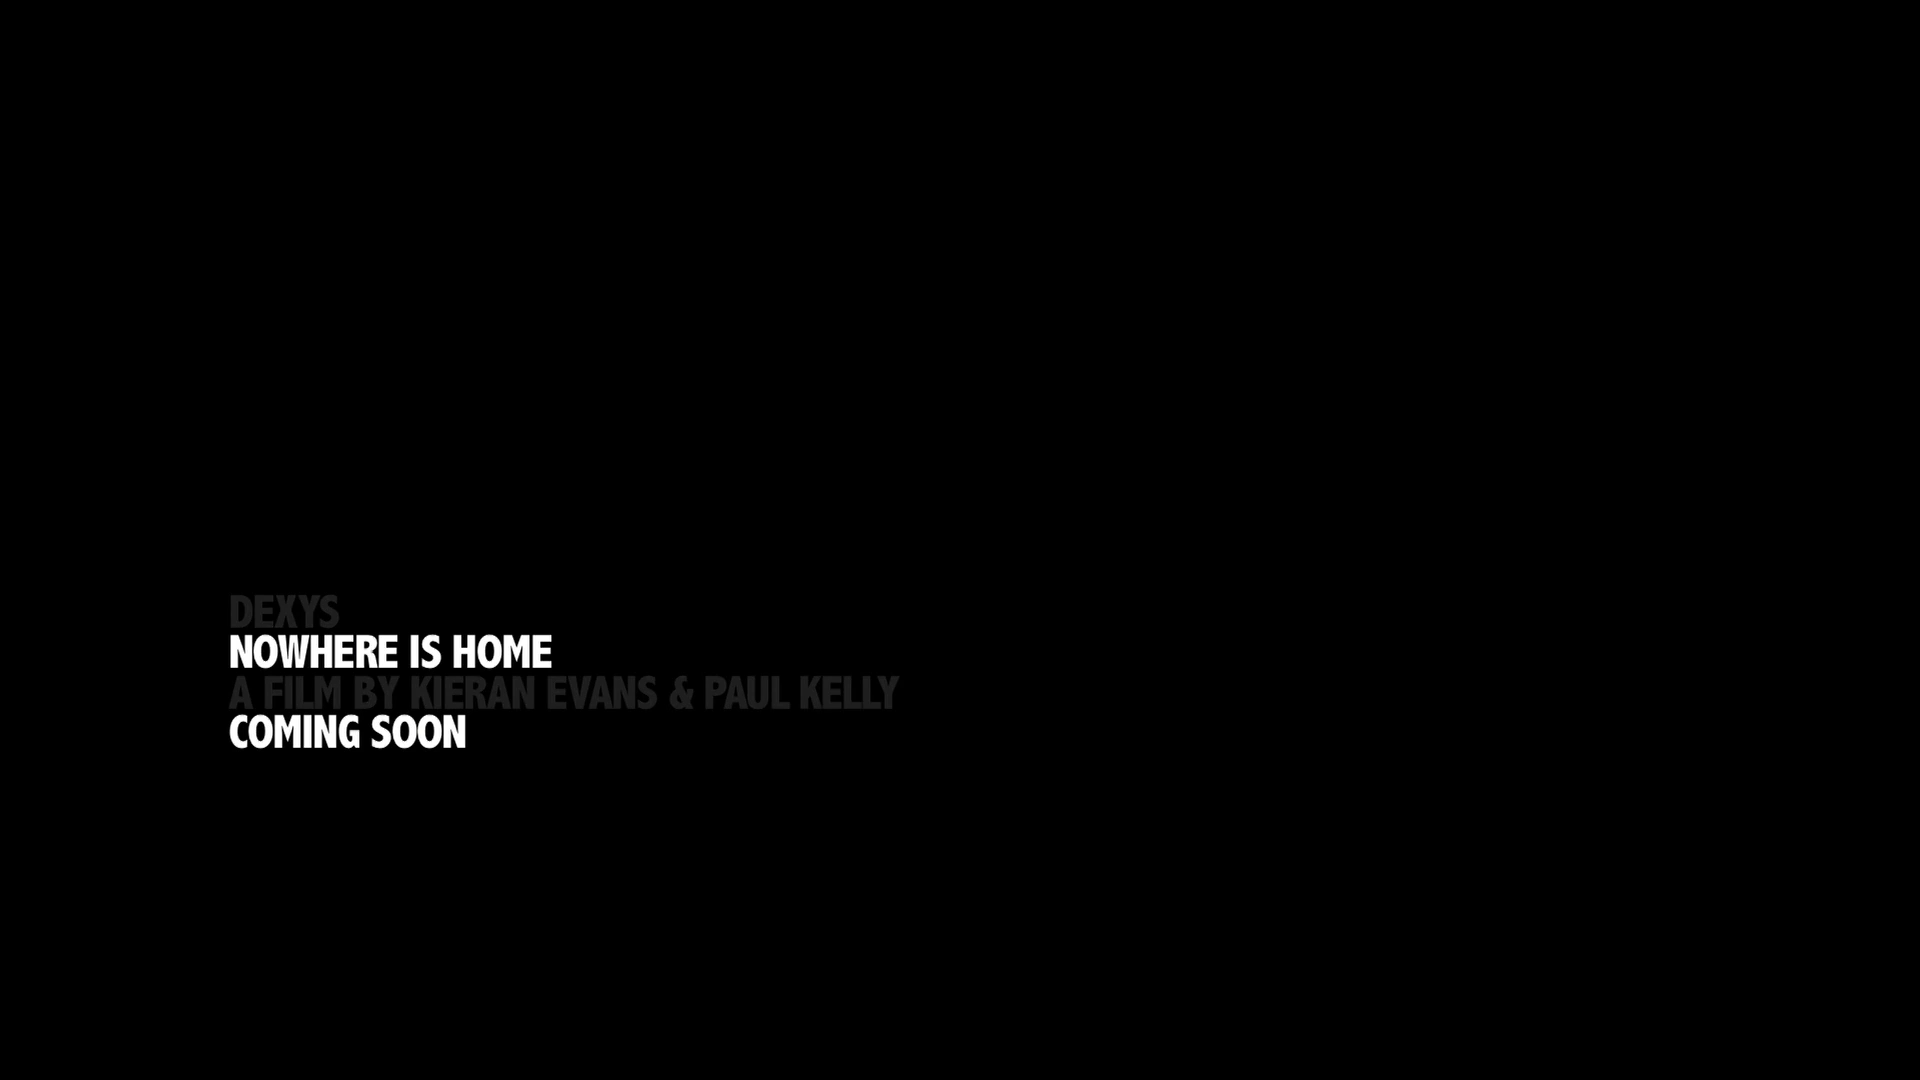 DEXYS
NOWHERE IS HOME
A FILM BY KIERAN EVANS & PAUL KELLY
COMING SOON